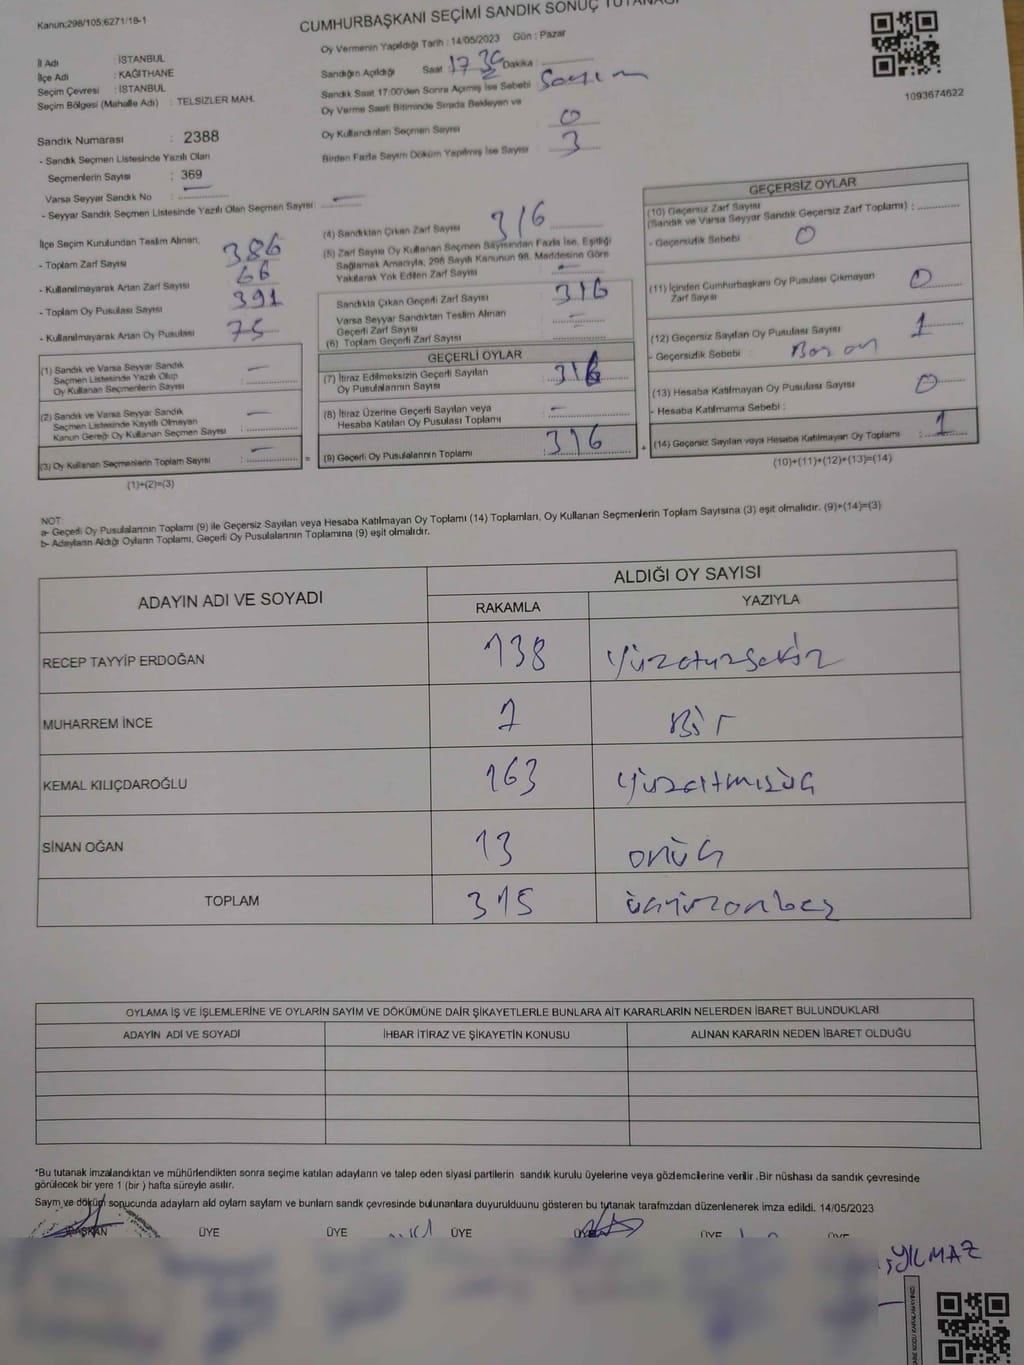 Kanun;298/105;6271/18-1
CUMHURBAŞKANI SEÇİMİ SANDIK SONUÇ TUTANAĞI
Oy Vermenin Yapıldığı Tarih : 14/05/2023 Gün : Pazar
İl Adı : İSTANBUL
İlçe Adı : KAĞITHANE
Seçim Çevresi : İSTANBUL
Seçim Bölgesi (Mahalle Adı) : TELSİZLER MAH.
Sandığın Açıldığı Saat 17 30 Dakika :
Sandık Saat 17:00'den Sonra Açılmış İse Sebebi : Sayım
Oy Verme Saati Bitiminde Sırada Bekleyen ve
Oy Kullandırılan Seçmen Sayısı : 0
Birden Fazla Sayım Döküm Yapılmış İse Sayısı : 3
1093674622
Sandık Numarası : 2388
- Sandık Seçmen Listesinde Yazılı Olan
Seçmenlerin Sayısı : 369
Varsa Seyyar Sandık No : —
- Seyyar Sandık Seçmen Listesinde Yazılı Olan Seçmen Sayısı: —
İlçe Seçim Kurulundan Teslim Alınan;
- Toplam Zarf Sayısı 386
- Kullanılmayarak Artan Zarf Sayısı 66
- Toplam Oy Pusulası Sayısı 391
- Kullanılmayarak Artan Oy Pusulası 75
(1) Sandık ve Varsa Seyyar Sandık
Seçmen Listesinde Yazılı Olup
Oy Kullanan Seçmenlerin Sayısı : —
(2) Sandık ve Varsa Seyyar Sandık
Seçmen Listesinde Kayıtlı Olmayan
Kanun Gereği Oy Kullanan Seçmen Sayısı : —
(3) Oy Kullanan Seçmenlerin Toplam Sayısı : —
(1)+(2)=(3)
(4) Sandıktan Çıkan Zarf Sayısı : 316
(5) Zarf Sayısı Oy Kullanan Seçmen Sayısından Fazla İse, Eşitliği
Sağlamak Amacıyla, 298 Sayılı Kanunun 98. Maddesine Göre
Yakılarak Yok Edilen Zarf Sayısı : —
Sandıkta Çıkan Geçerli Zarf Sayısı : 316
Varsa Seyyar Sandıktan Teslim Alınan
Geçerli Zarf Sayısı : —
(6) Toplam Geçerli Zarf Sayısı :
GEÇERLİ OYLAR
(7) İtiraz Edilmeksizin Geçerli Sayılan
Oy Pusulalarının Sayısı : 316
(8) İtiraz Üzerine Geçerli Sayılan veya
Hesaba Katılan Oy Pusulası Toplamı : —
(9) Geçerli Oy Pusulalarının Toplamı : 316
GEÇERSİZ OYLAR
(10) Geçersiz Zarf Sayısı
(Sandık ve Varsa Seyyar Sandık Geçersiz Zarf Toplamı) :
- Geçersizlik Sebebi : 0
(11) İçinden Cumhurbaşkanı Oy Pusulası Çıkmayan
Zarf Sayısı : 0
(12) Geçersiz Sayılan Oy Pusulası Sayısı : 1
- Geçersizlik Sebebi :
(13) Hesaba Katılmayan Oy Pusulası Sayısı : 0
- Hesaba Katılmama Sebebi :
(14) Geçersiz Sayılan veya Hesaba Katılmayan Oy Toplamı : 1
(10)+(11)+(12)+(13)=(14)
NOT:
a- Geçerli Oy Pusulalarının Toplamı (9) ile Geçersiz Sayılan veya Hesaba Katılmayan Oy Toplamı (14) Toplamları, Oy Kullanan Seçmenlerin Toplam Sayısına (3) eşit olmalıdır. (9)+(14)=(3)
b- Adayların Aldığı Oyların Toplamı, Geçerli Oy Pusulalarının Toplamına (9) eşit olmalıdır.
ADAYIN ADI VE SOYADI ALDIĞI OY SAYISI
RAKAMLA YAZIYLA
RECEP TAYYİP ERDOĞAN 138 yüzotuzsekiz
MUHARREM İNCE 1 Bir
KEMAL KILIÇDAROĞLU 163 yüzaltmışüç
SİNAN OĞAN 13 onüç
TOPLAM 315 üçyüzonbeş
OYLAMA İŞ VE İŞLEMLERİNE VE OYLARIN SAYIM VE DÖKÜMÜNE DAİR ŞİKAYETLERLE BUNLARA AİT KARARLARIN NELERDEN İBARET BULUNDUKLARI
ADAYIN ADI VE SOYADI İHBAR İTİRAZ VE ŞİKAYETİN KONUSU ALINAN KARARIN NEDEN İBARET OLDUĞU
*Bu tutanak imzalandıktan ve mühürlendikten sonra seçime katılan adayların ve talep eden siyasi partilerin sandık kurulu üyelerine veya gözlemcilerine verilir .Bir nüshası da sandık çevresinde
görülecek bir yere 1 (bir ) hafta süreyle asılır.
Sayım ve döküm sonucunda adayların ald oyların sayların ve bunların sandk çevresinde bulunanlara duyurulduunu gösteren bu tutanak tarafmzdan düzenlenerek imza edildi. 14/05/2023
BAŞKAN ÜYE ÜYE ÜYE ÜYE ÜYE ÜYE
YILMAZ